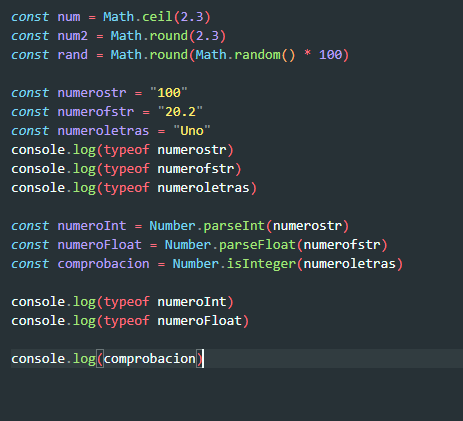 const num = Math.ceil(2.3)
const num2 = Math.round(2.3)
const rand = Math.round(Math.random() * 100)
const numerostr = "100"
const numerofstr = "20.2"
const numeroletras = "Uno"
console.log(typeof numerostr)
console.log(typeof numerofstr)
console.log(typeof numeroletras)
const numeroInt = Number.parseInt(numerostr)
const numeroFloat = Number.parseFloat(numerofstr)
const comprobacion = Number.isInteger(numeroletras)
console.log(typeof numeroInt)
console.log(typeof numeroFloat)
console.log(comprobacion)